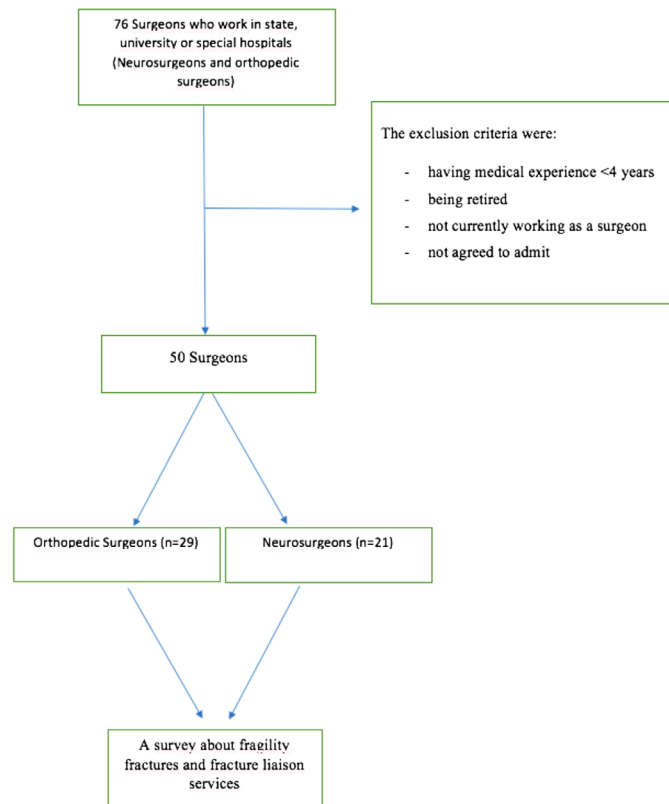 76 Surgeons who work in state,
university or special hospitals
(Neurosurgeons and orthopedic
surgeons)
The exclusion criteria were:
- having medical experience <4 years
- being retired
- not currently working as a surgeon
- not agreed to admit
50 Surgeons
Orthopedic Surgeons (n=29)
Neurosurgeons (n=21)
A survey about fragility
fractures and fracture liaison
services